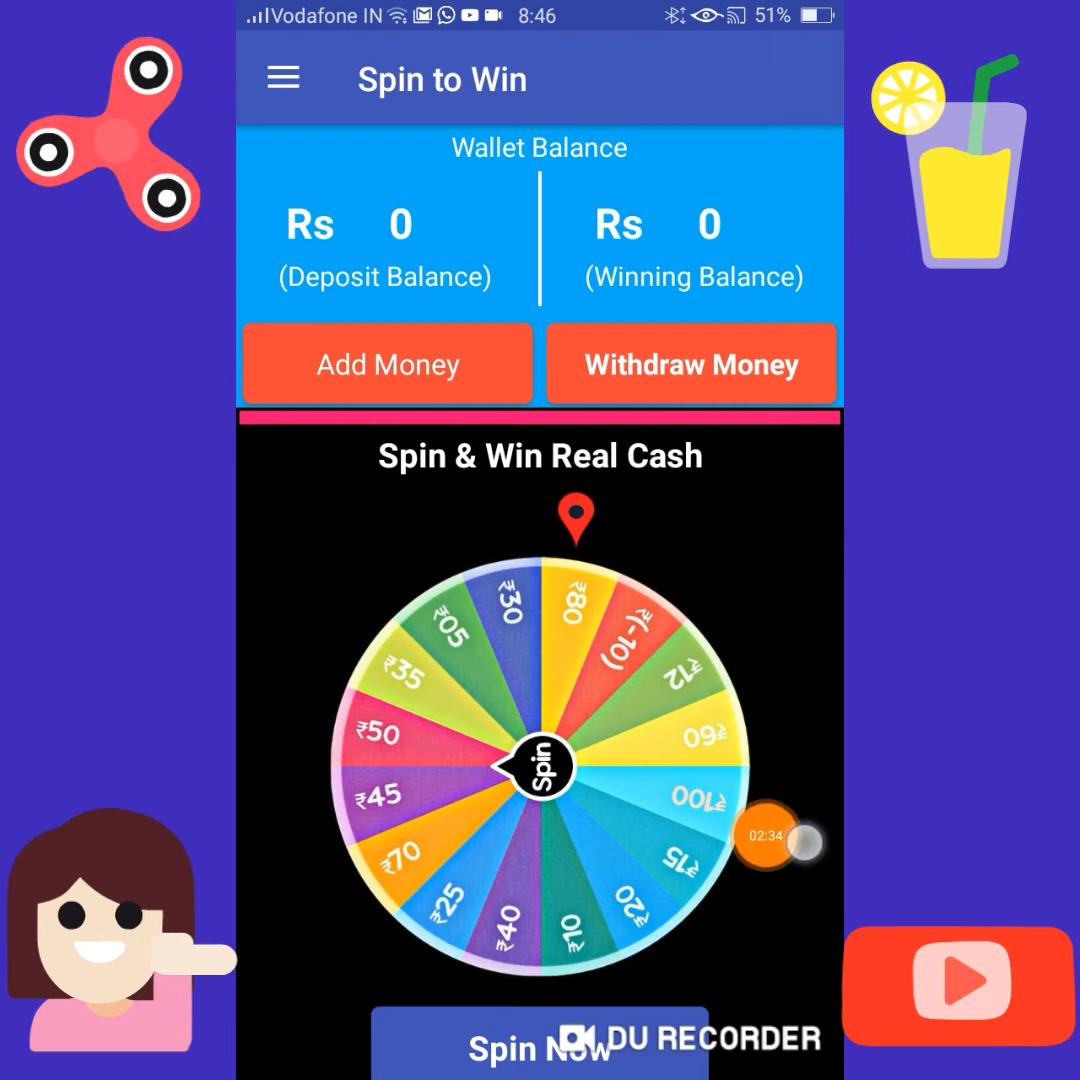 Vodafone IN 8:46 51%
Spin to Win
Wallet Balance
Rs 0 Rs 0
(Deposit Balance) (Winning Balance)
Add Money Withdraw Money
Spin & Win Real Cash
₹30
₹80
₹(-10)
₹12
₹60
₹100
₹15
₹20
₹10
₹40
₹25
₹70
₹45
₹50
₹35
₹05
Spin
02:34
Spin Now
DU RECORDER